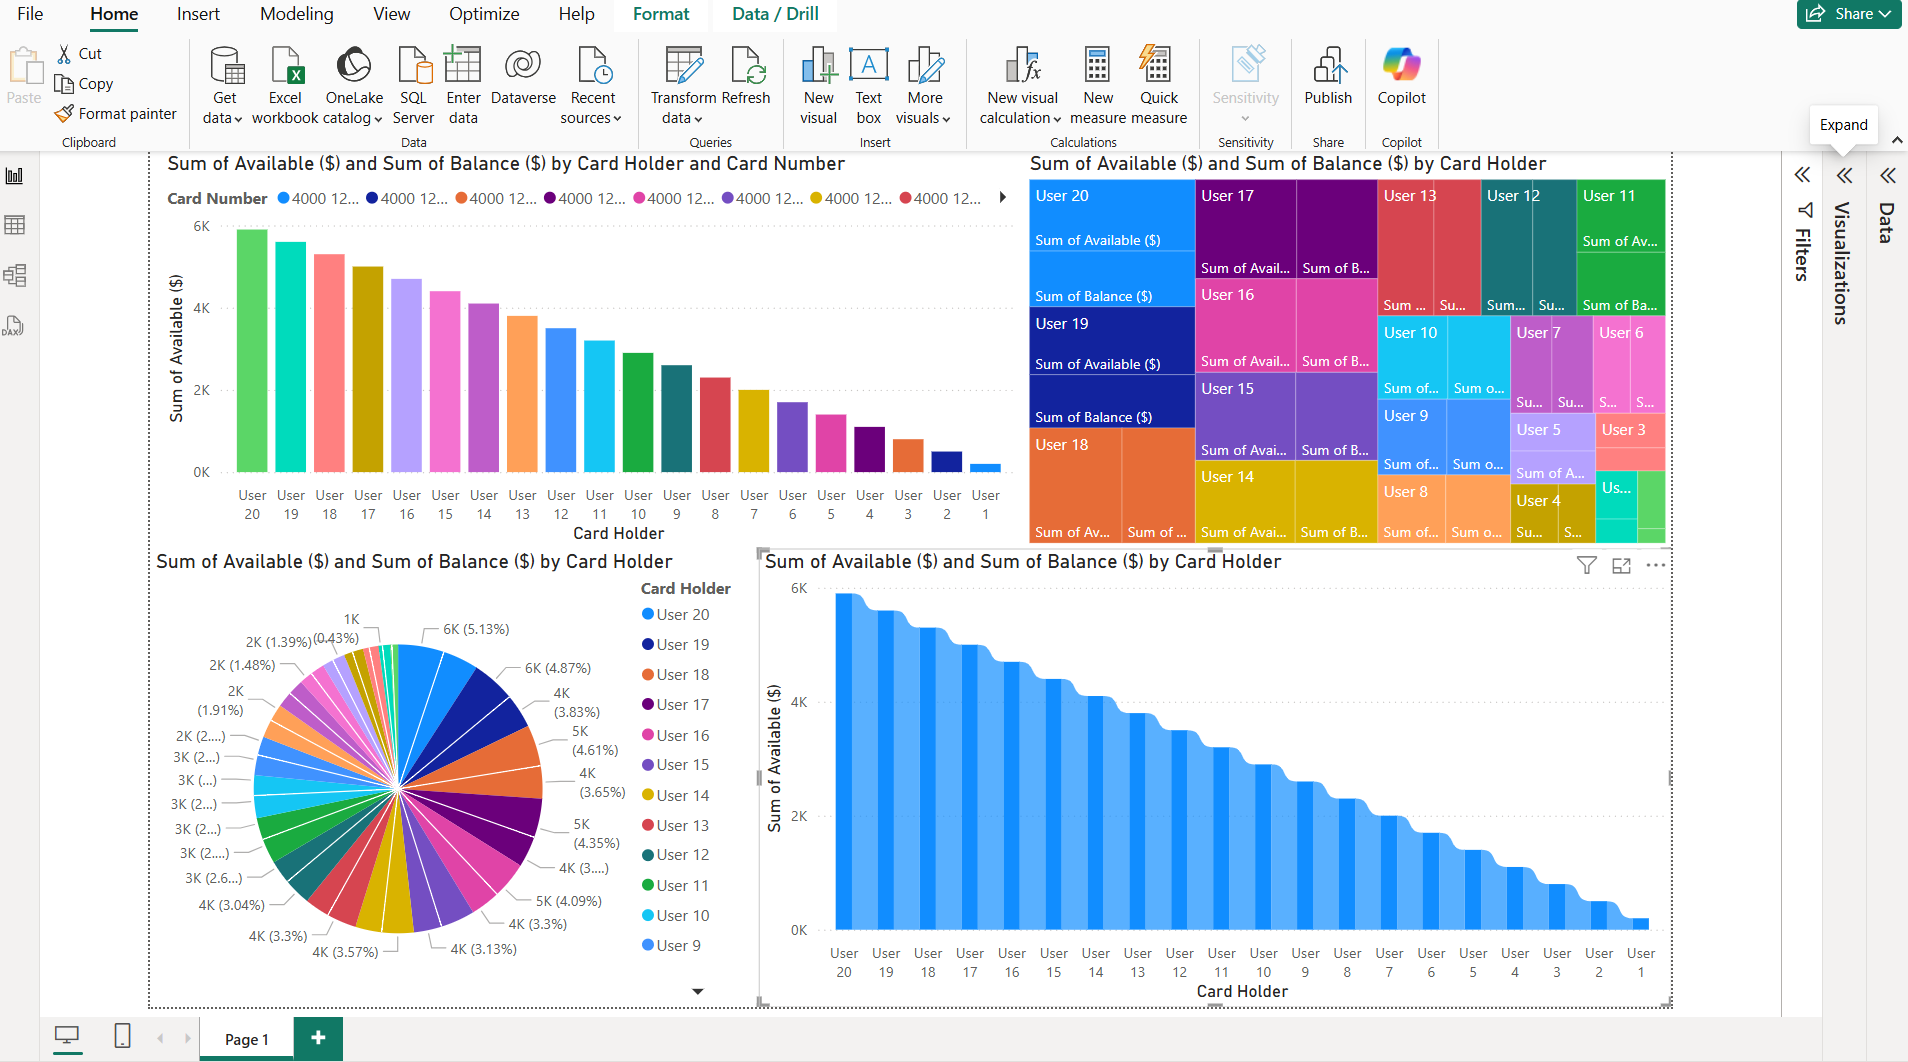 File Home Insert Modeling View Optimize Help Format Data / Drill Share
Paste
Cut
Copy
Format painter
Clipboard
Get data
Excel workbook
OneLake catalog
SQL Server
Enter data
Dataverse
Recent sources
Data
Transform data
Refresh
Queries
New visual
Text box
More visuals
Insert
New visual calculation
New measure
Quick measure
Calculations
Sensitivity
Sensitivity
Publish
Share
Copilot
Copilot
Expand
Filters
Visualizations
Data
DAX
Sum of Available ($) and Sum of Balance ($) by Card Holder and Card Number
Card Number 4000 12... 4000 12... 4000 12... 4000 12... 4000 12... 4000 12... 4000 12... 4000 12...
Sum of Available ($)
6K
4K
2K
0K
User 20 User 19 User 18 User 17 User 16 User 15 User 14 User 13 User 12 User 11 User 10 User 9 User 8 User 7 User 6 User 5 User 4 User 3 User 2 User 1
Card Holder
Sum of Available ($) and Sum of Balance ($) by Card Holder
User 20
Sum of Available ($)
Sum of Balance ($)
User 19
Sum of Available ($)
Sum of Balance ($)
User 18
Sum of Av... Sum of ...
User 17
Sum of Avail... Sum of B...
User 16
Sum of Avail... Sum of B...
User 15
Sum of Avai... Sum of B...
User 14
Sum of Avai... Sum of B...
User 13
Sum ... Su...
User 12
Sum... Su...
User 11
Sum of Av...
Sum of Ba...
User 10
Sum of... Sum o...
User 9
Sum of... Sum o...
User 8
Sum of... Sum o...
User 7
Su... Su...
User 6
S... S...
User 5
Sum of A...
User 4
Su... S...
User 3
Us...
Sum of Available ($) and Sum of Balance ($) by Card Holder
6K (5.13%)
6K (4.87%)
4K (3.83%)
5K (4.61%)
4K (3.65%)
5K (4.35%)
4K (3....)
5K (4.09%)
4K (3.3%)
4K (3.13%)
4K (3.57%)
4K (3.3%)
4K (3.04%)
3K (2.6...)
3K (2....)
3K (2...)
3K (2...)
3K (...)
3K (2...)
2K (2....)
2K (1.91%)
2K (1.48%)
2K (1.39%)
1K (0.43%)
Card Holder
User 20
User 19
User 18
User 17
User 16
User 15
User 14
User 13
User 12
User 11
User 10
User 9
Sum of Available ($) and Sum of Balance ($) by Card Holder
Sum of Available ($)
6K
4K
2K
0K
User 20 User 19 User 18 User 17 User 16 User 15 User 14 User 13 User 12 User 11 User 10 User 9 User 8 User 7 User 6 User 5 User 4 User 3 User 2 User 1
Card Holder
Page 1